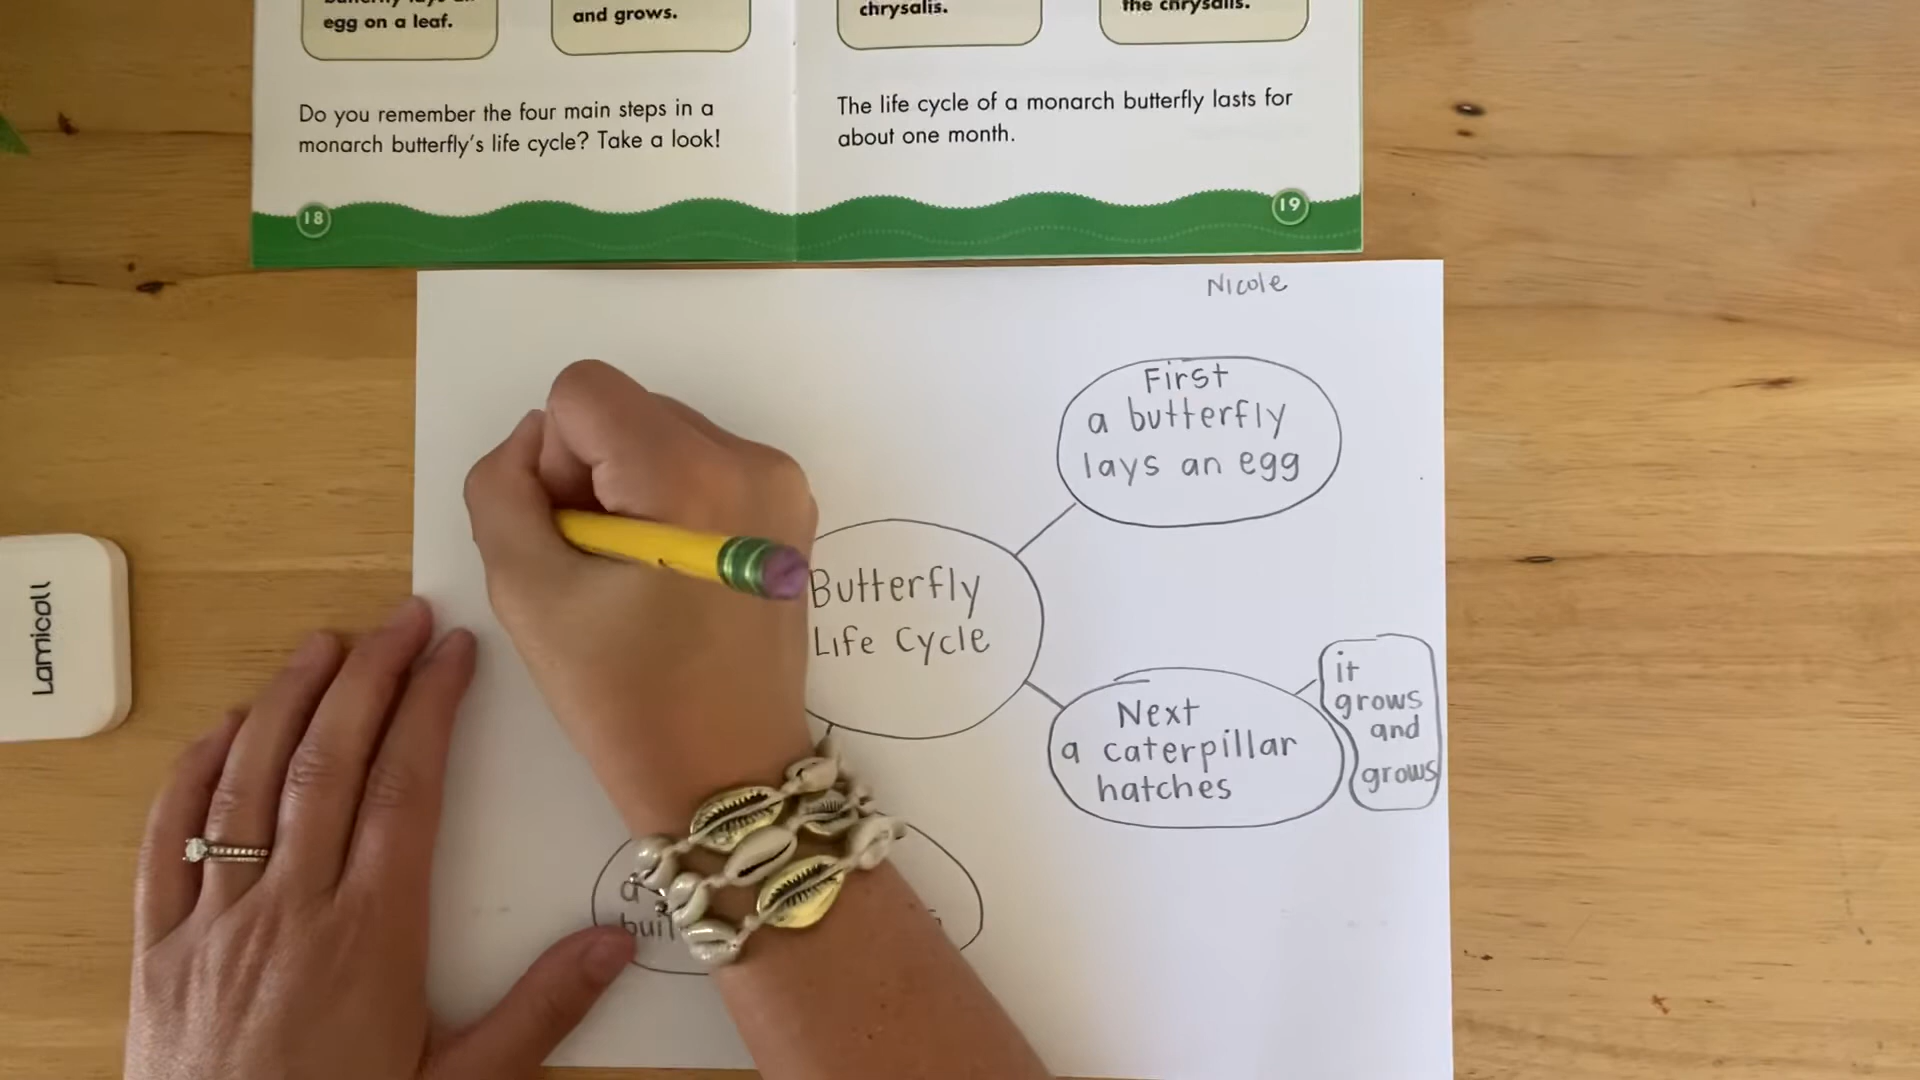 egg on a leaf.
and grows.
chrysalis.
the chrysalis.
Do you remember the four main steps in a
monarch butterfly's life cycle? Take a look!
The life cycle of a monarch butterfly lasts for
about one month.
18
19
Nicole
First
a butterfly
lays an egg
Butterfly
Life Cycle
Next
a caterpillar
hatches
it
grows
and
grows
a
Lamicall